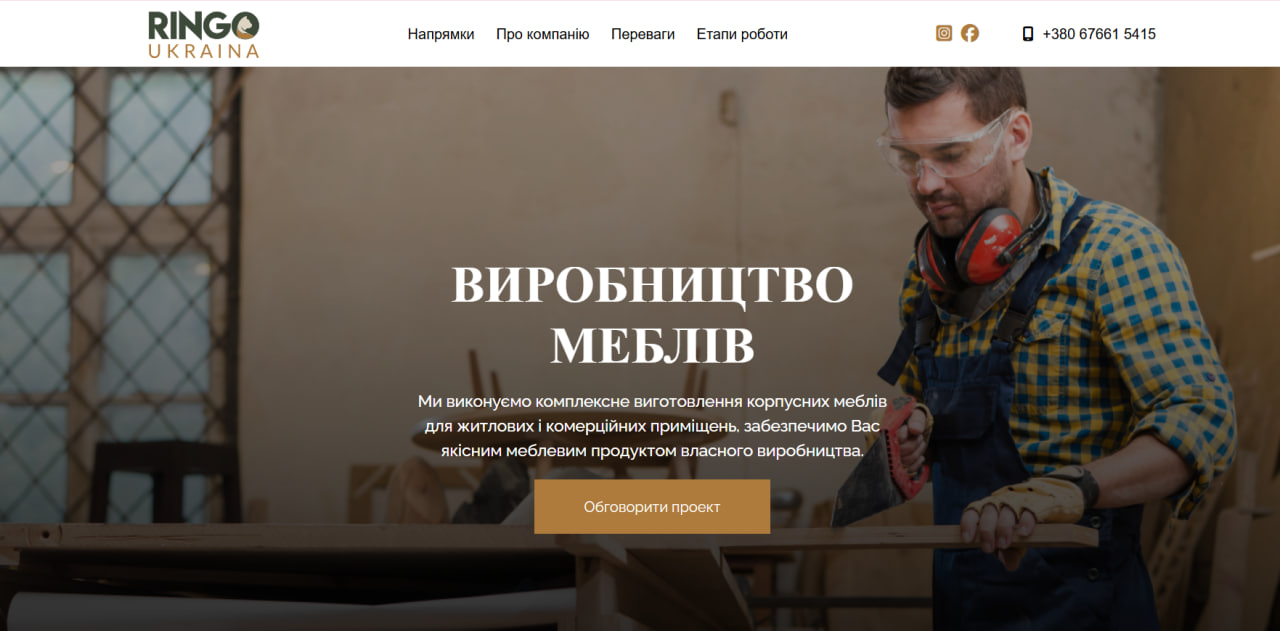 RINGO
UKRAINA
Напрямки Про компанію Переваги Етапи роботи
+380 67661 5415
ВИРОБНИЦТВО
МЕБЛІВ
Ми виконуємо комплексне виготовлення корпусних меблів
для житлових і комерційних приміщень, забезпечимо Вас
якісним меблевим продуктом власного виробництва.
Обговорити проект